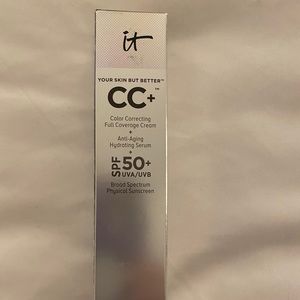 it
YOUR SKIN BUT BETTER™
CC+™
Color Correcting
Full Coverage Cream
+
Anti-Aging
Hydrating Serum
+
SPF 50+
UVA/UVB
Broad Spectrum
Physical Sunscreen